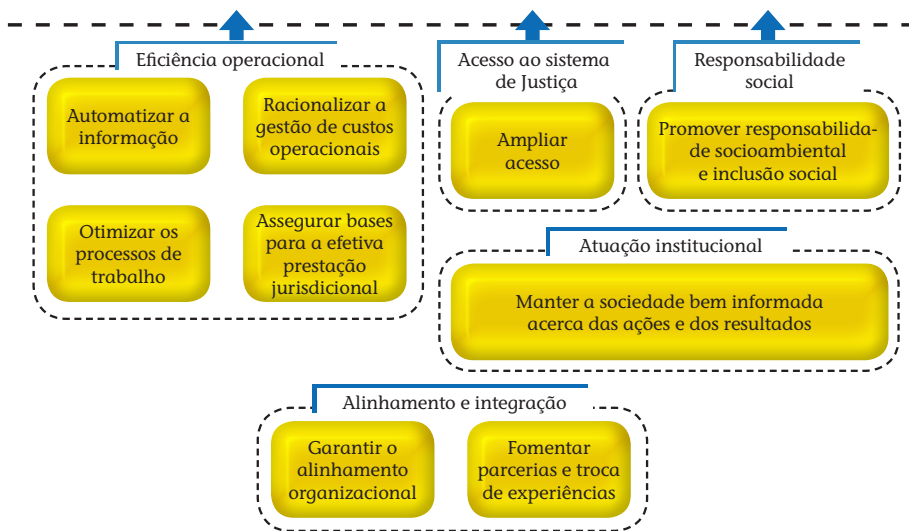 Eficiência operacional
Automatizar a
informação
Racionalizar a
gestão de custos
operacionais
Otimizar os
processos de
trabalho
Assegurar bases
para a efetiva
prestação
jurisdicional
Acesso ao sistema
de Justiça
Ampliar
acesso
Responsabilidade
social
Promover responsabilida-
de socioambiental
e inclusão social
Atuação institucional
Manter a sociedade bem informada
acerca das ações e dos resultados
Alinhamento e integração
Garantir o
alinhamento
organizacional
Fomentar
parcerias e troca
de experiências